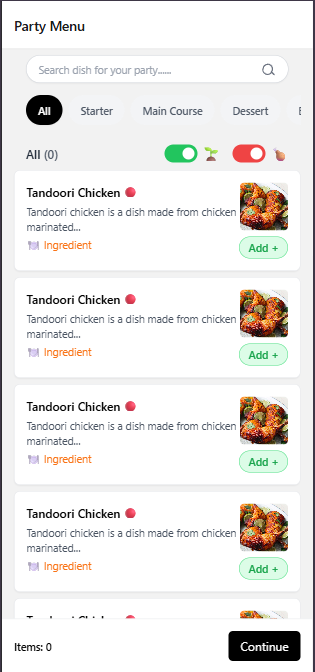 Party Menu
Search dish for your party......
All Starter Main Course Dessert
All (0)
Tandoori Chicken
Tandoori chicken is a dish made from chicken
marinated...
Ingredient
Add +
Tandoori Chicken
Tandoori chicken is a dish made from chicken
marinated...
Ingredient
Add +
Tandoori Chicken
Tandoori chicken is a dish made from chicken
marinated...
Ingredient
Add +
Tandoori Chicken
Tandoori chicken is a dish made from chicken
marinated...
Ingredient
Add +
Items: 0
Continue